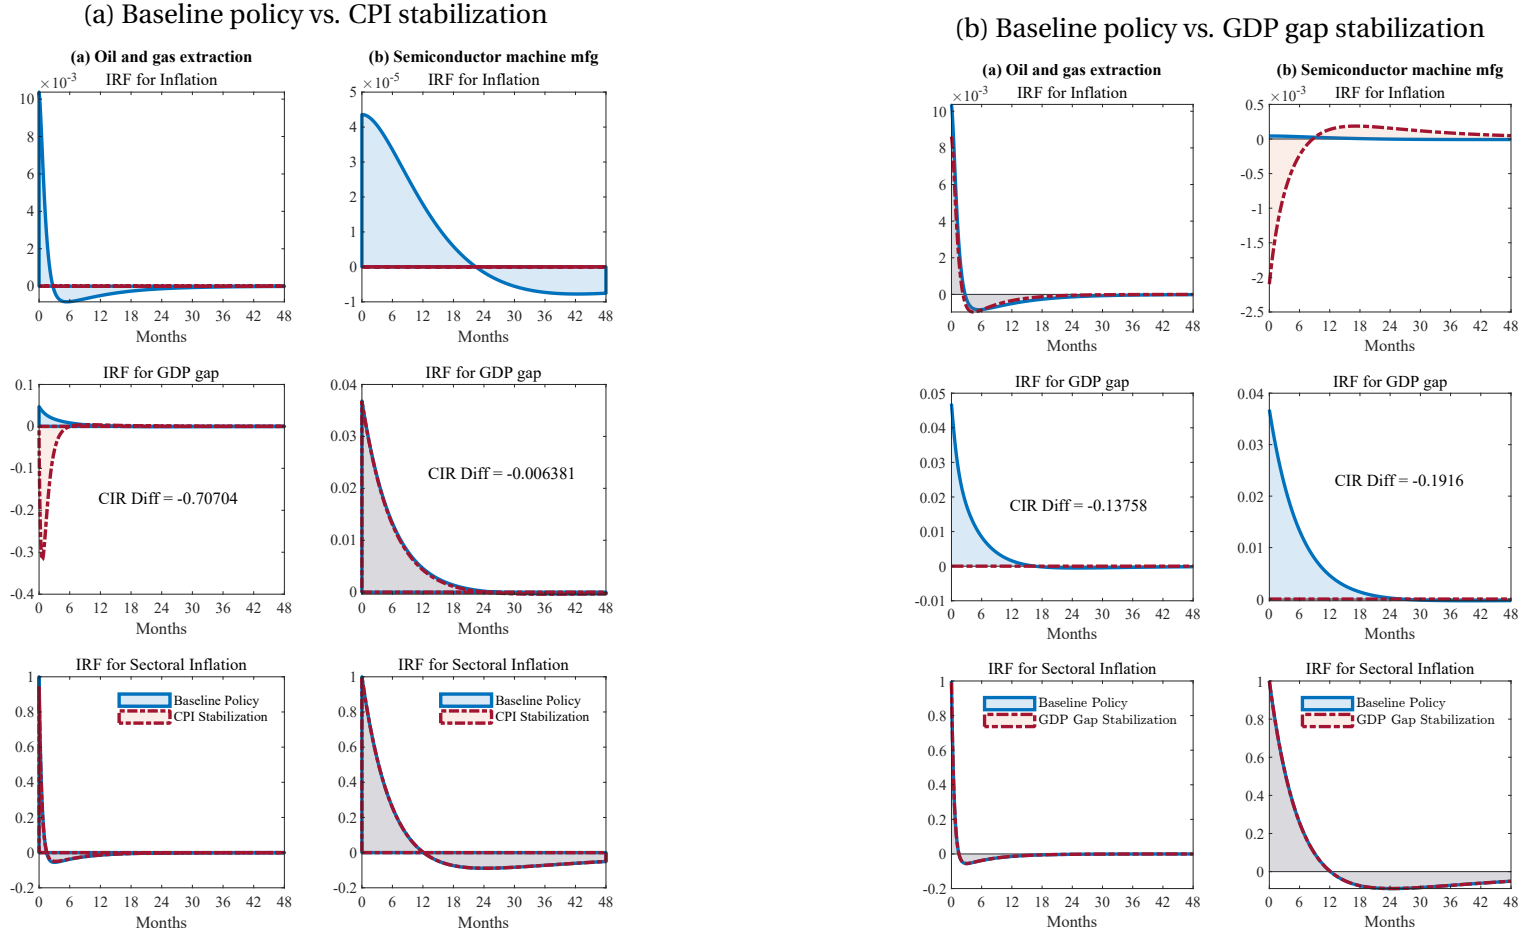 (a) Baseline policy vs. CPI stabilization
(a) Oil and gas extraction
×10⁻³
IRF for Inflation
10
8
6
4
2
0
0 6 12 18 24 30 36 42 48
Months
(b) Semiconductor machine mfg
×10⁻⁵
IRF for Inflation
5
4
3
2
1
0
-1
0 6 12 18 24 30 36 42 48
Months
IRF for GDP gap
0.1
0
-0.1
-0.2
-0.3
-0.4
CIR Diff = -0.70704
0 6 12 18 24 30 36 42 48
Months
IRF for GDP gap
0.04
0.03
0.02
0.01
0
CIR Diff = -0.006381
0 6 12 18 24 30 36 42 48
Months
IRF for Sectoral Inflation
1
0.8
0.6
0.4
0.2
0
-0.2
Baseline Policy
CPI Stabilization
0 6 12 18 24 30 36 42 48
Months
IRF for Sectoral Inflation
1
0.8
0.6
0.4
0.2
0
-0.2
Baseline Policy
CPI Stabilization
0 6 12 18 24 30 36 42 48
Months
(b) Baseline policy vs. GDP gap stabilization
(a) Oil and gas extraction
×10⁻³
IRF for Inflation
10
8
6
4
2
0
0 6 12 18 24 30 36 42 48
Months
(b) Semiconductor machine mfg
×10⁻³
IRF for Inflation
0.5
0
-0.5
-1
-1.5
-2
-2.5
0 6 12 18 24 30 36 42 48
Months
IRF for GDP gap
0.05
0.04
0.03
0.02
0.01
0
-0.01
CIR Diff = -0.13758
0 6 12 18 24 30 36 42 48
Months
IRF for GDP gap
0.04
0.03
0.02
0.01
0
CIR Diff = -0.1916
0 6 12 18 24 30 36 42 48
Months
IRF for Sectoral Inflation
1
0.8
0.6
0.4
0.2
0
-0.2
Baseline Policy
GDP Gap Stabilization
0 6 12 18 24 30 36 42 48
Months
IRF for Sectoral Inflation
1
0.8
0.6
0.4
0.2
0
Baseline Policy
GDP Gap Stabilization
0 6 12 18 24 30 36 42 48
Months